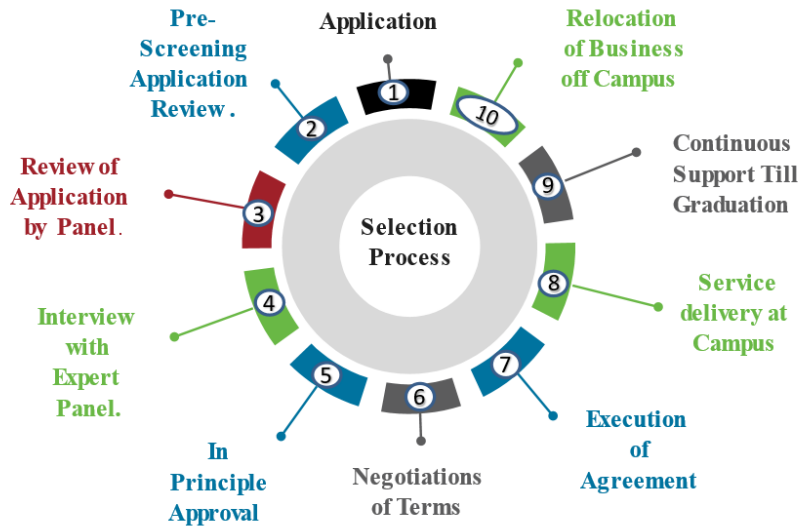 Application
1
Pre-
Screening
Application
Review .
2
Review of
Application
by Panel.
3
Interview
with
Expert
Panel.
4
In
Principle
Approval
5
Negotiations
of Terms
6
Execution
of
Agreement
7
Service
delivery at
Campus
8
Continuous
Support Till
Graduation
9
Relocation
of Business
off Campus
10
Selection
Process